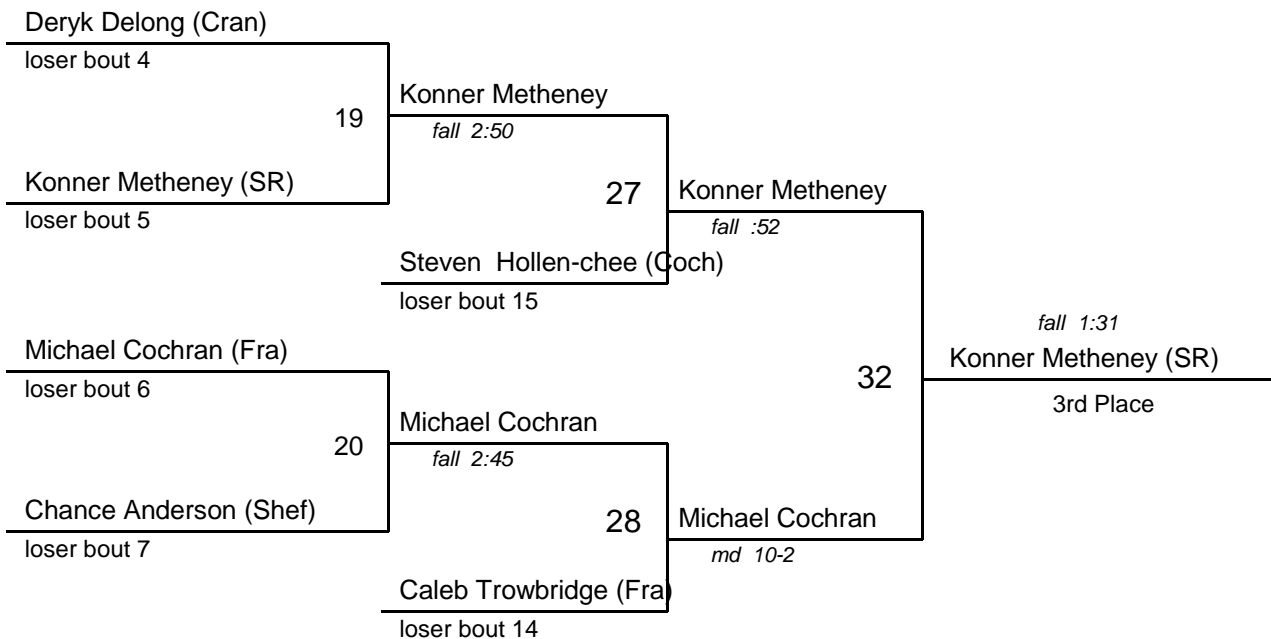 Deryk Delong (Cran)
loser bout 4
19
Konner Metheney
fall 2:50
Konner Metheney (SR)
loser bout 5
27
Konner Metheney
fall :52
Steven Hollen-chee (Coch)
loser bout 15
Michael Cochran (Fra)
loser bout 6
32
fall 1:31
Konner Metheney (SR)
3rd Place
20
Michael Cochran
fall 2:45
Chance Anderson (Shef)
loser bout 7
28
Michael Cochran
md 10-2
Caleb Trowbridge (Fra)
loser bout 14